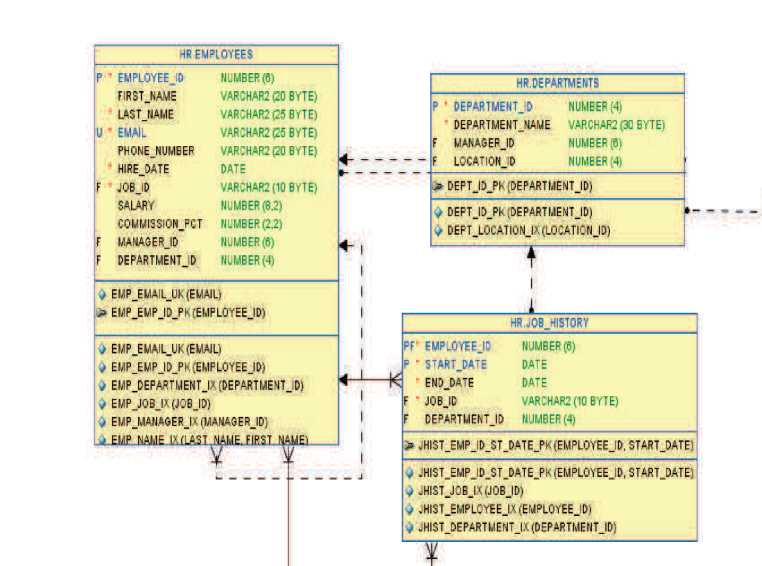 HR.EMPLOYEES
P * EMPLOYEE_ID NUMBER (6)
FIRST_NAME VARCHAR2 (20 BYTE)
* LAST_NAME VARCHAR2 (25 BYTE)
U * EMAIL VARCHAR2 (25 BYTE)
PHONE_NUMBER VARCHAR2 (20 BYTE)
* HIRE_DATE DATE
F * JOB_ID VARCHAR2 (10 BYTE)
SALARY NUMBER (8,2)
COMMISSION_PCT NUMBER (2,2)
F MANAGER_ID NUMBER (6)
F DEPARTMENT_ID NUMBER (4)
EMP_EMAIL_UK (EMAIL)
EMP_EMP_ID_PK (EMPLOYEE_ID)
EMP_EMAIL_UK (EMAIL)
EMP_EMP_ID_PK (EMPLOYEE_ID)
EMP_DEPARTMENT_IX (DEPARTMENT_ID)
EMP_JOB_IX (JOB_ID)
EMP_MANAGER_IX (MANAGER_ID)
EMP_NAME_IX (LAST_NAME, FIRST_NAME)
HR.DEPARTMENTS
P * DEPARTMENT_ID NUMBER (4)
* DEPARTMENT_NAME VARCHAR2 (30 BYTE)
F MANAGER_ID NUMBER (6)
F LOCATION_ID NUMBER (4)
DEPT_ID_PK (DEPARTMENT_ID)
DEPT_ID_PK (DEPARTMENT_ID)
DEPT_LOCATION_IX (LOCATION_ID)
HR.JOB_HISTORY
PF* EMPLOYEE_ID NUMBER (6)
P * START_DATE DATE
* END_DATE DATE
F * JOB_ID VARCHAR2 (10 BYTE)
F DEPARTMENT_ID NUMBER (4)
JHIST_EMP_ID_ST_DATE_PK (EMPLOYEE_ID, START_DATE)
JHIST_EMP_ID_ST_DATE_PK (EMPLOYEE_ID, START_DATE)
JHIST_JOB_IX (JOB_ID)
JHIST_EMPLOYEE_IX (EMPLOYEE_ID)
JHIST_DEPARTMENT_IX (DEPARTMENT_ID)